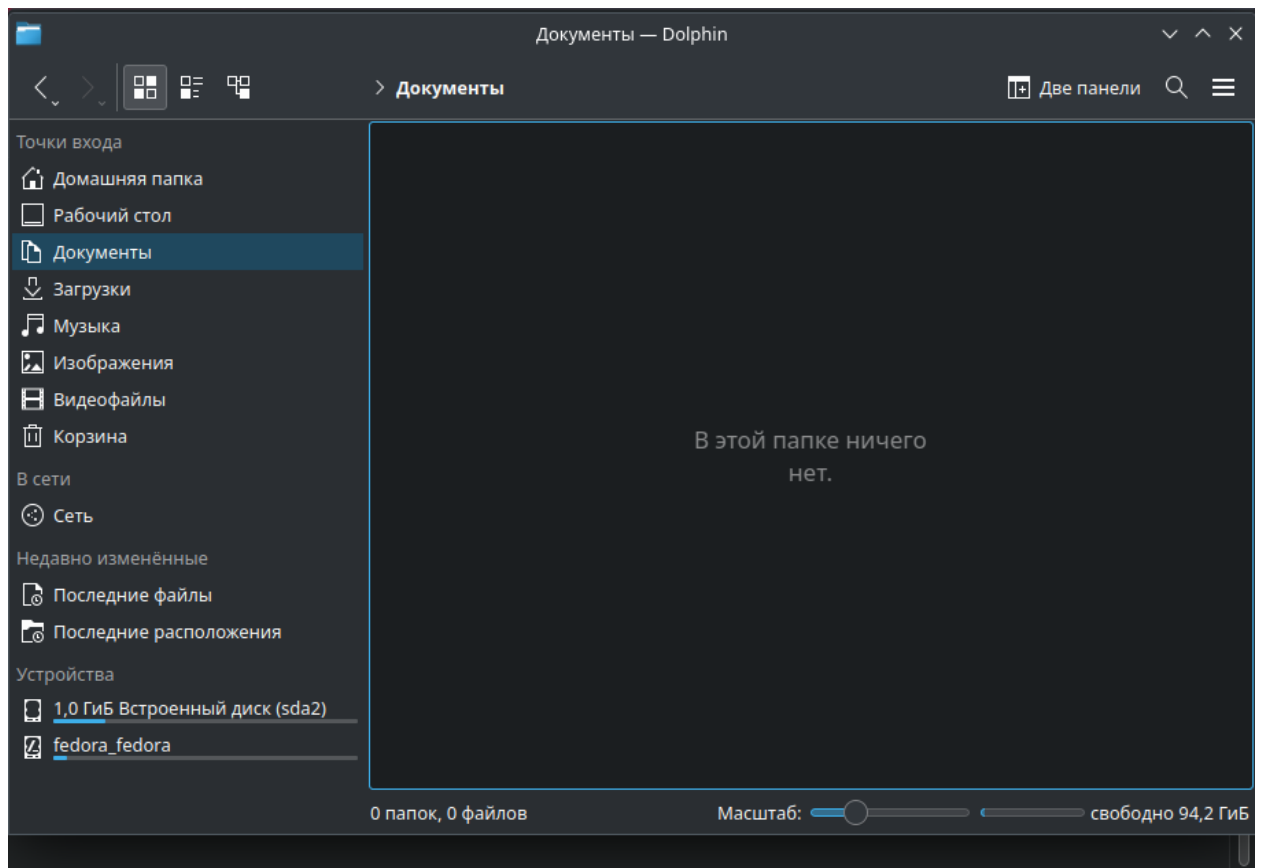 Документы — Dolphin
Документы
Две панели
Точки входа
Домашняя папка
Рабочий стол
Документы
Загрузки
Музыка
Изображения
Видеофайлы
Корзина
В сети
Сеть
Недавно изменённые
Последние файлы
Последние расположения
Устройства
1,0 ГиБ Встроенный диск (sda2)
fedora_fedora
В этой папке ничего
нет.
0 папок, 0 файлов
Масштаб:
свободно 94,2 ГиБ